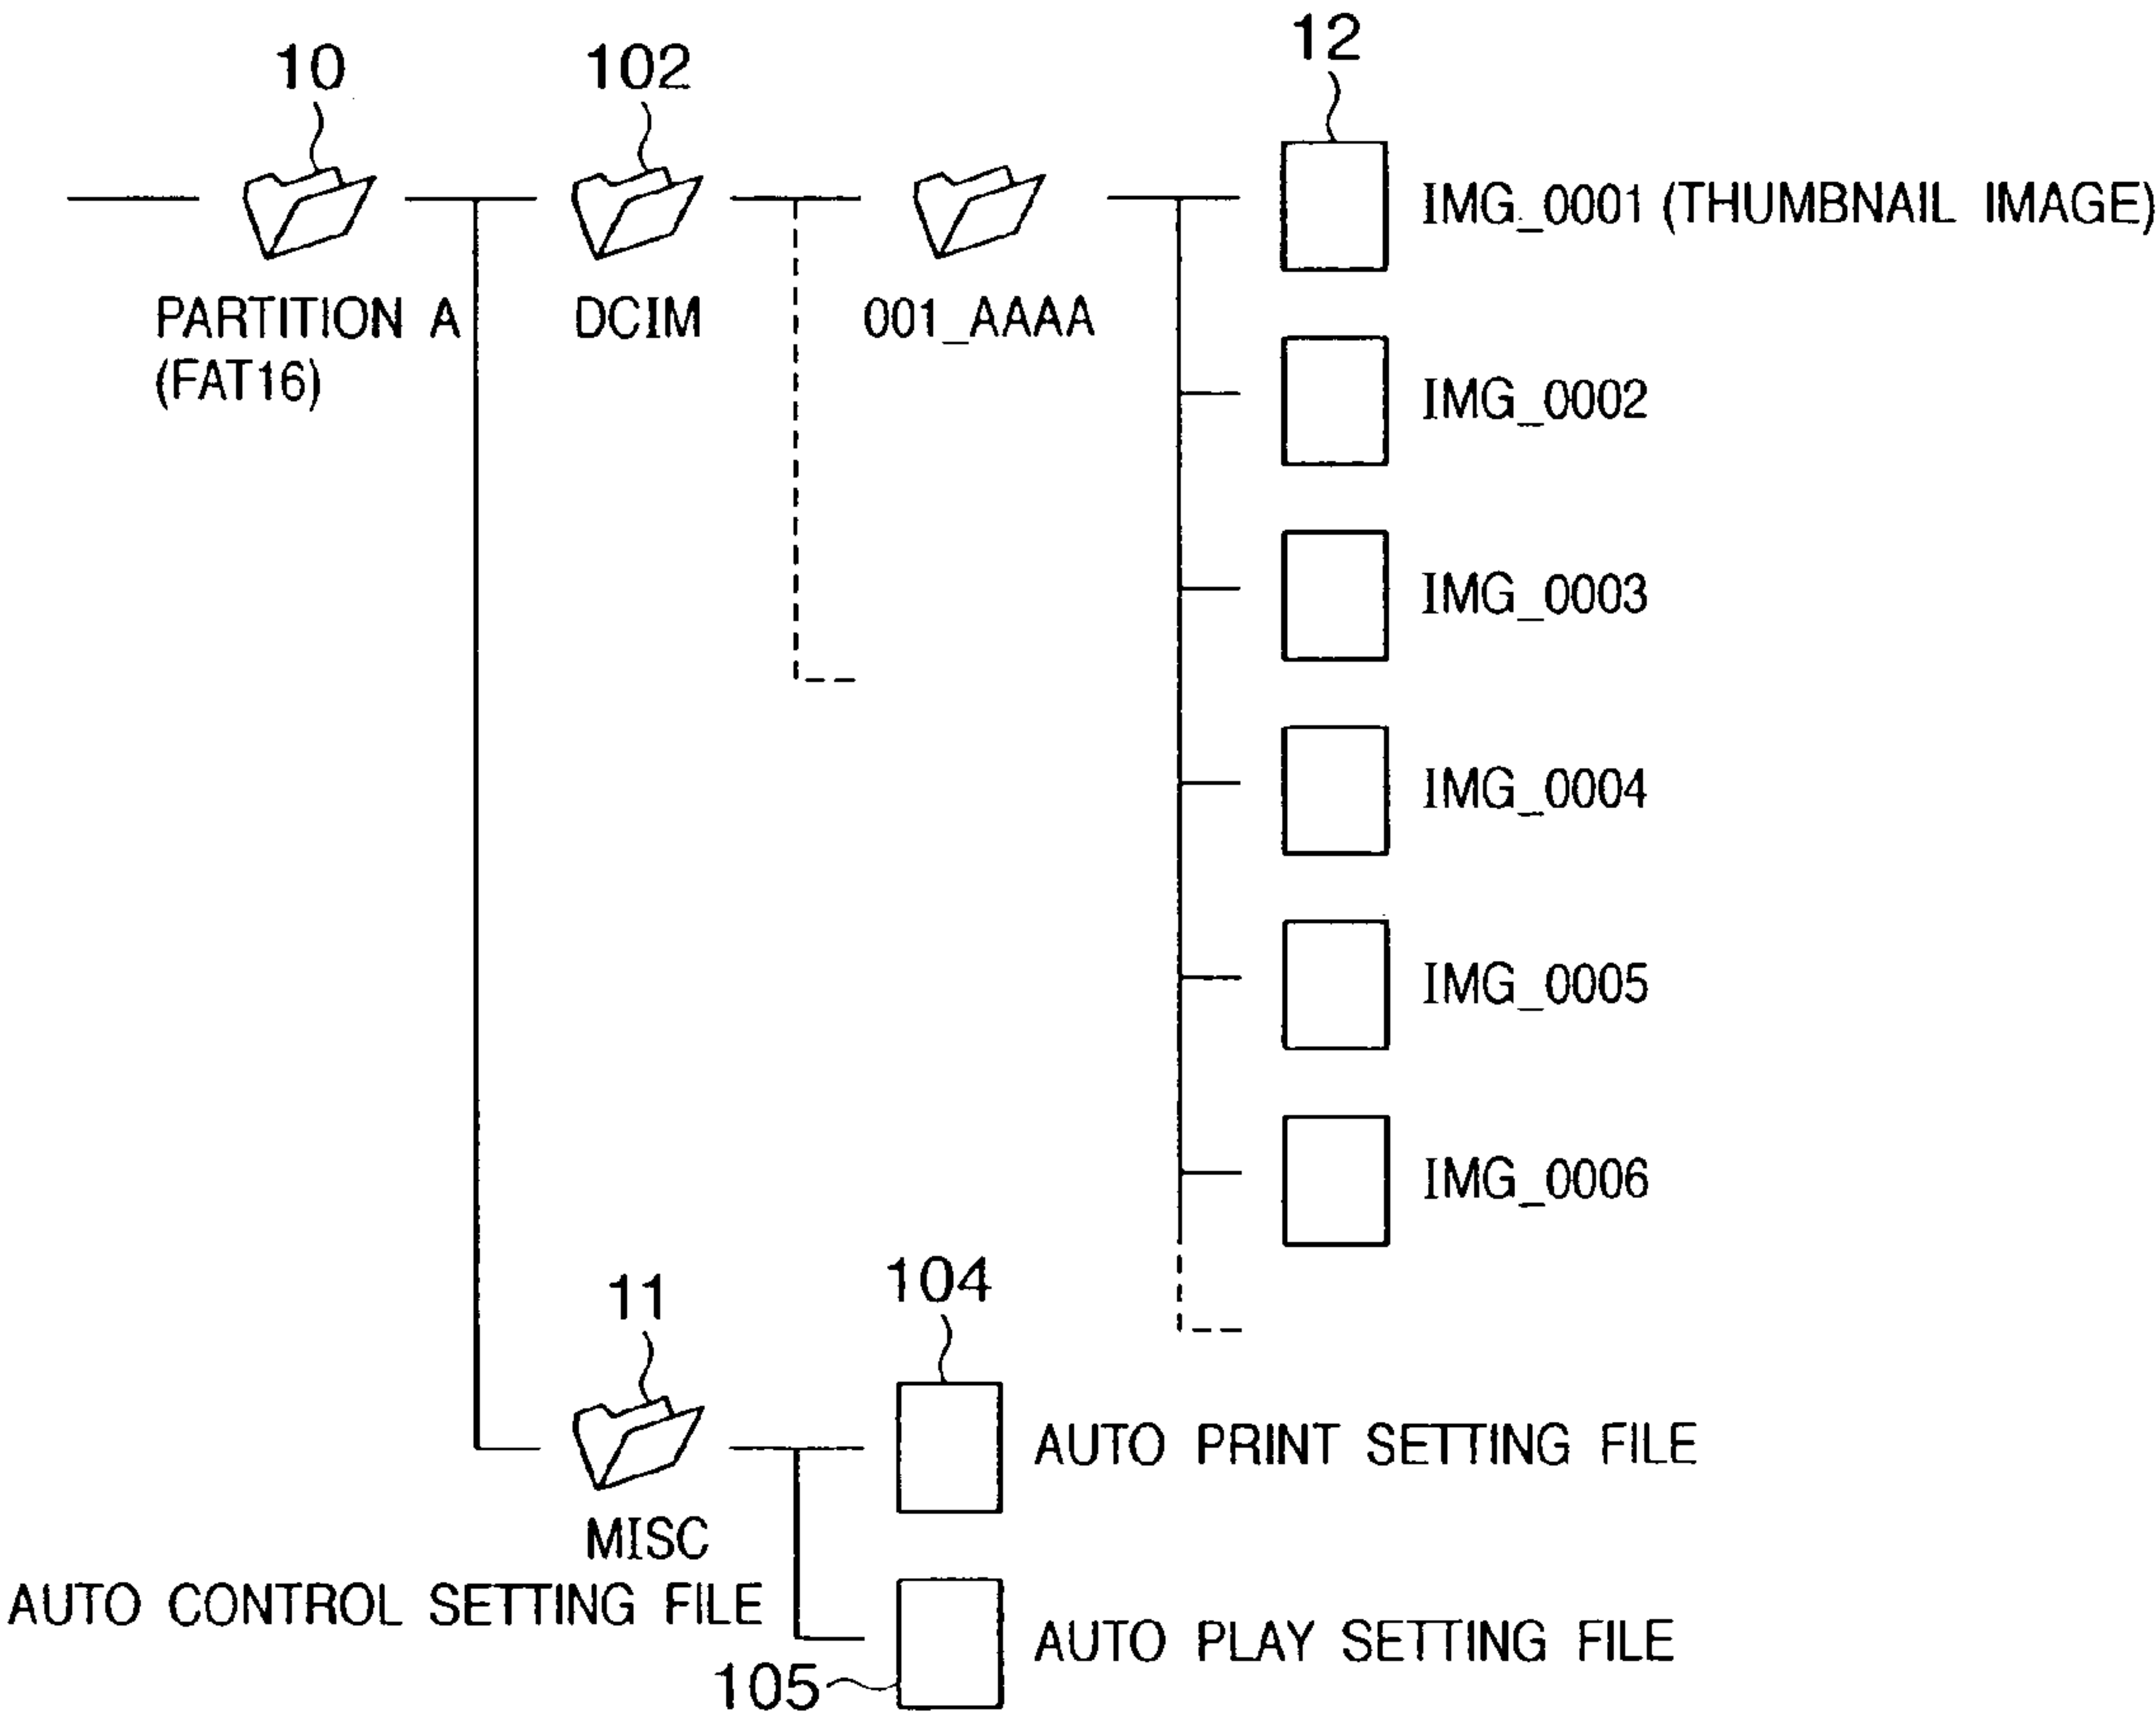 10
102
12
IMG_0001 (THUMBNAIL IMAGE)
PARTITION A
(FAT16)
DCIM
001_AAAA
IMG_0002
IMG_0003
IMG_0004
IMG_0005
IMG_0006
11
104
AUTO PRINT SETTING FILE
MISC
AUTO CONTROL SETTING FILE
AUTO PLAY SETTING FILE
105